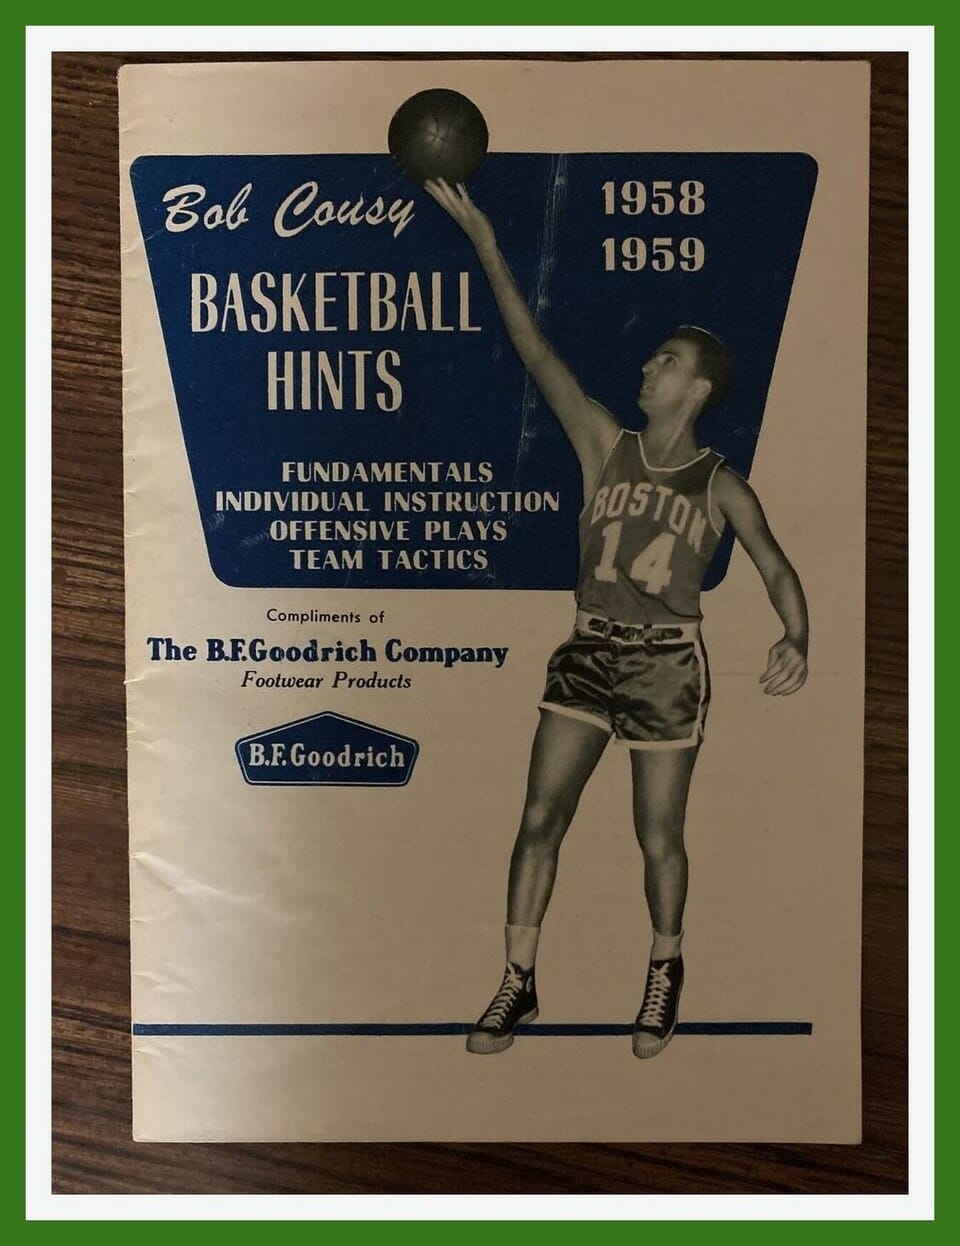 Bob Cousy
BASKETBALL
HINTS
1958
1959
FUNDAMENTALS
INDIVIDUAL INSTRUCTION
OFFENSIVE PLAYS
TEAM TACTICS
BOSTON
14
Compliments of
The B.F.Goodrich Company
Footwear Products
B.F.Goodrich